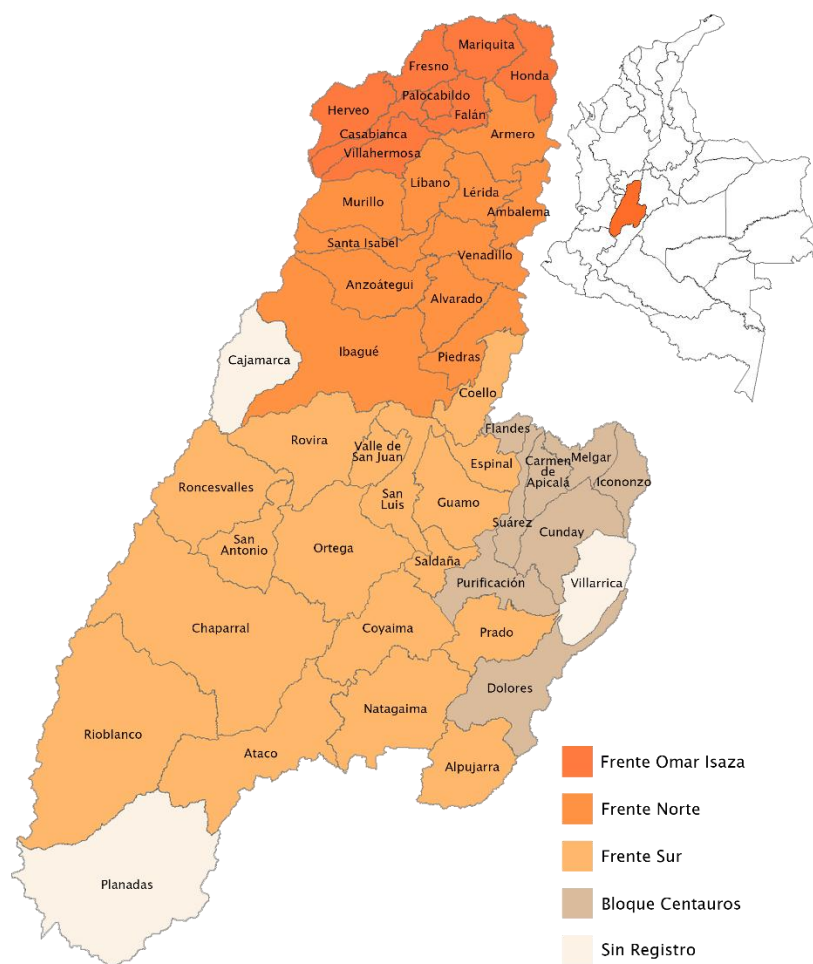 Mariquita
Fresno
Honda
Palocabildo
Herveo
Falán
Casabianca
Armero
Villahermosa
Líbano
Lérida
Murillo
Ambalema
Santa Isabel
Venadillo
Anzoátegui
Alvarado
Ibagué
Piedras
Cajamarca
Coello
Flandes
Rovira
Valle de
San Juan
Carmen
de
Apicalá
Melgar
Espinal
Icononzo
Roncesvalles
San
Luis
Guamo
Suárez
Cunday
San
Antonio
Ortega
Saldaña
Purificación
Villarrica
Chaparral
Coyaima
Prado
Dolores
Natagaima
Rioblanco
Ataco
Alpujarra
Planadas
Frente Omar Isaza
Frente Norte
Frente Sur
Bloque Centauros
Sin Registro